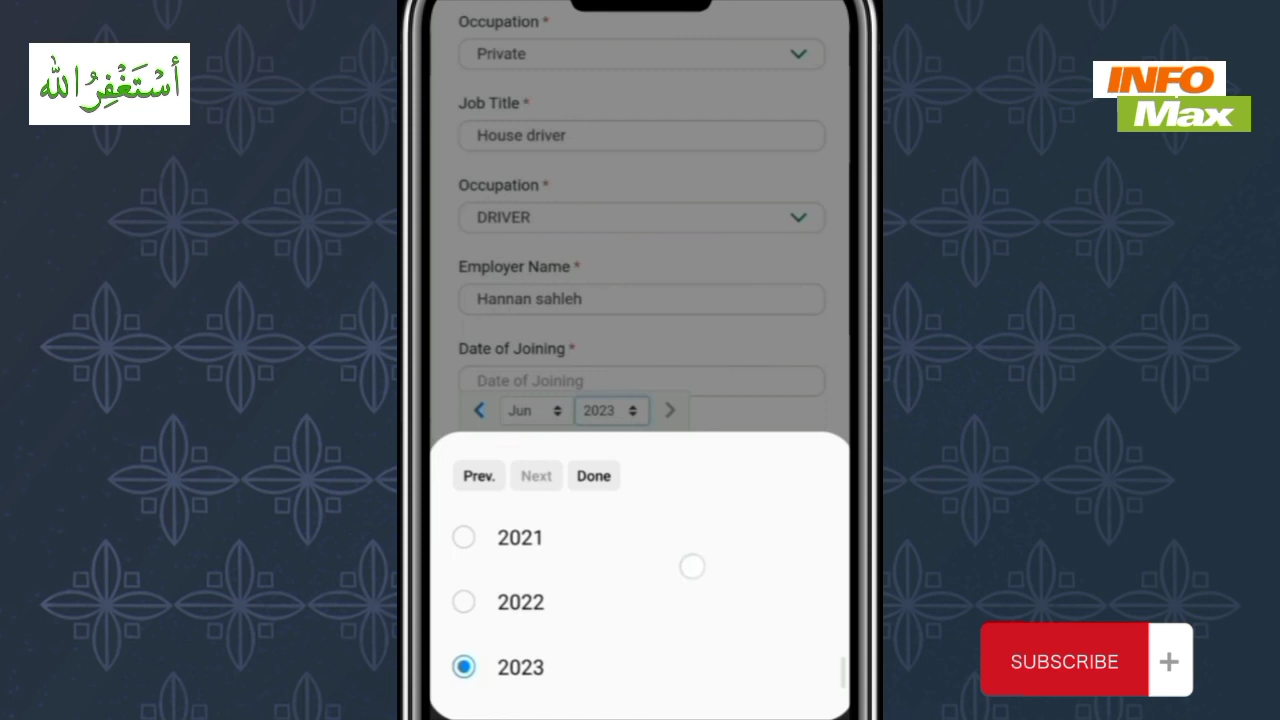 أَسْتَغْفِرُ الله
INFO
Max
Occupation *
Private
Job Title *
House driver
Occupation *
DRIVER
Employer Name *
Hannan sahleh
Date of Joining *
Date of Joining
Jun 2023
Prev. Next Done
2021
2022
2023
SUBSCRIBE +